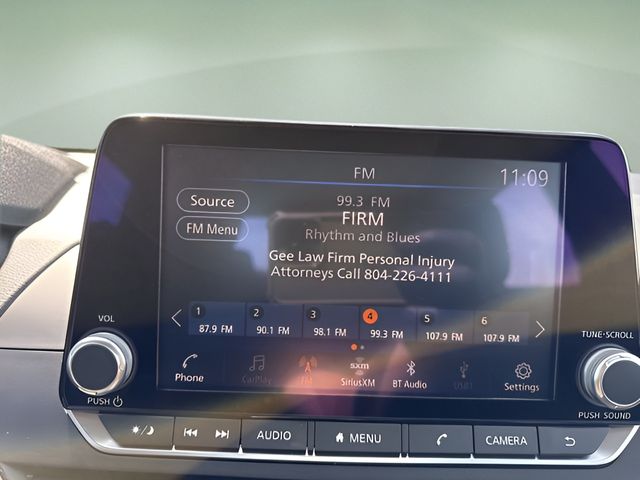 FM 11:09
Source 99.3 FM
FIRM
FM Menu Rhythm and Blues
Gee Law Firm Personal Injury
Attorneys Call 804-226-4111
1 2 3 4 5 6
87.9 FM 90.1 FM 98.1 FM 99.3 FM 107.9 FM 107.9 FM
sxm
Phone CarPlay FM SiriusXM BT Audio USB1 Settings
VOL
PUSH
TUNE·SCROLL
PUSH SOUND
AUDIO MENU CAMERA